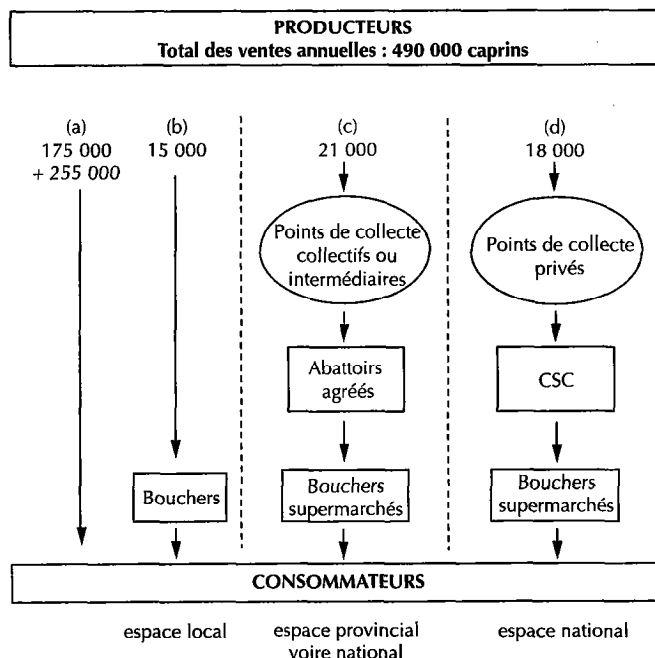 PRODUCTEURS
Total des ventes annuelles : 490 000 caprins
(a)
175 000
+ 255 000
(b)
15 000
(c)
21 000
(d)
18 000
Points de collecte
collectifs ou
intermédiaires
Points de collecte
privés
Abattoirs
agréés
CSC
Bouchers
Bouchers
supermarchés
Bouchers
supermarchés
CONSOMMATEURS
espace local
espace provincial
voire national
espace national